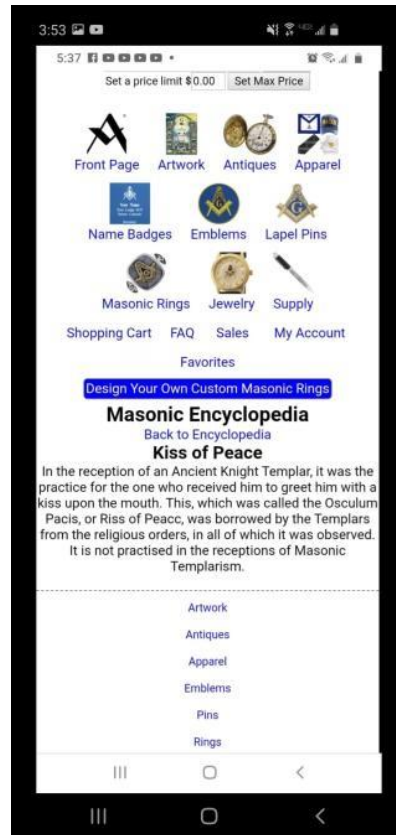 3:53
5:37
Set a price limit $0.00 Set Max Price
Front Page Artwork Antiques Apparel
Name Badges Emblems Lapel Pins
Masonic Rings Jewelry Supply
Shopping Cart FAQ Sales My Account
Favorites
Design Your Own Custom Masonic Rings
Masonic Encyclopedia
Back to Encyclopedia
Kiss of Peace
In the reception of an Ancient Knight Templar, it was the
practice for the one who received him to greet him with a
kiss upon the mouth. This, which was called the Osculum
Pacis, or Riss of Peacc, was borrowed by the Templars
from the religious orders, in all of which it was observed.
It is not practised in the receptions of Masonic
Templarism.
Artwork
Antiques
Apparel
Emblems
Pins
Rings